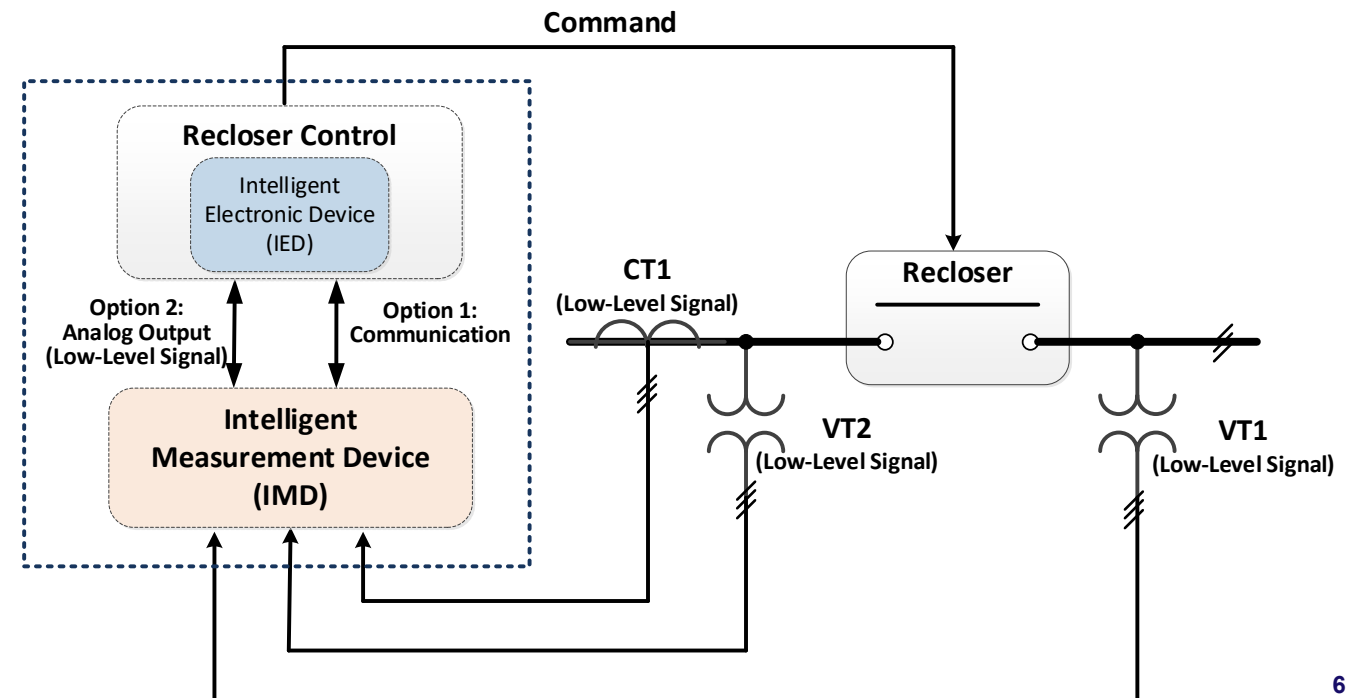 Command
Recloser Control
Intelligent
Electronic Device
(IED)
Option 2:
Analog Output
(Low-Level Signal)
Option 1:
Communication
Intelligent
Measurement Device
(IMD)
CT1
(Low-Level Signal)
Recloser
VT2
(Low-Level Signal)
VT1
(Low-Level Signal)
6